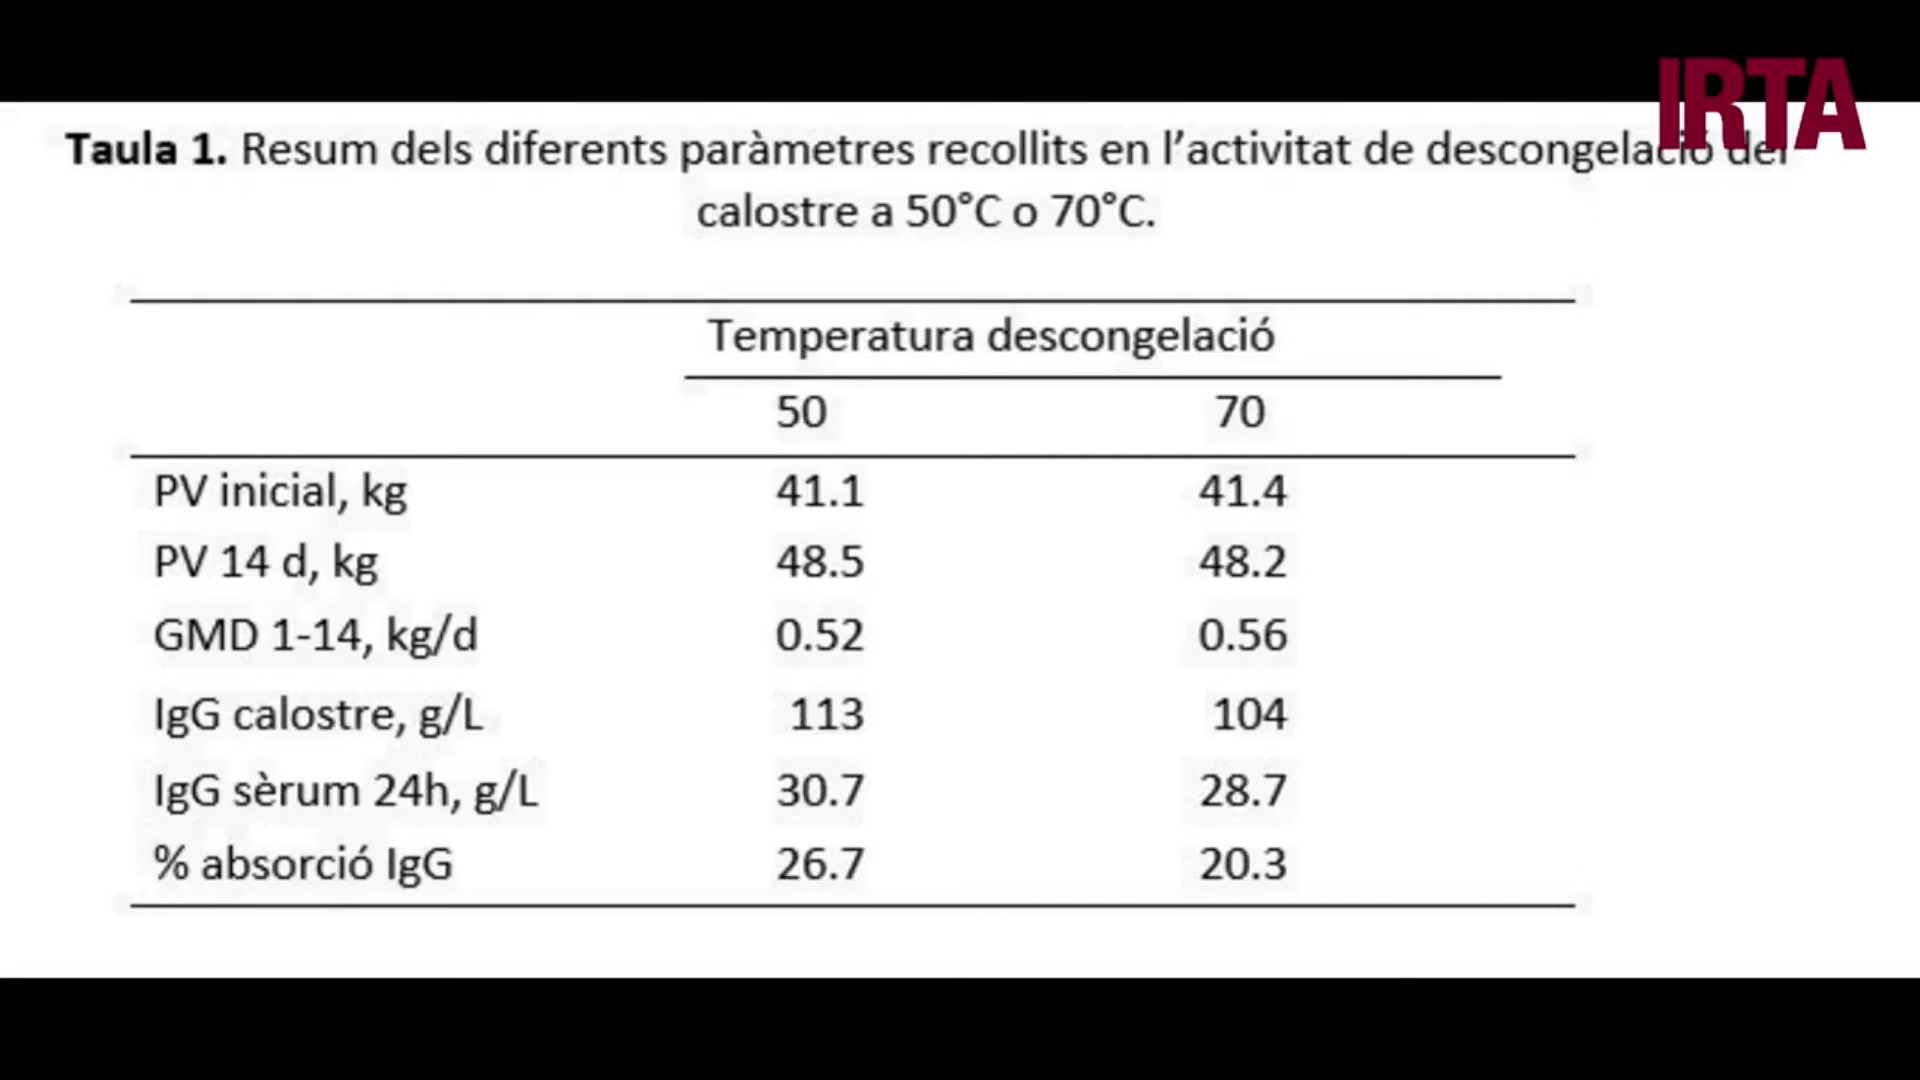 IRTA
Taula 1. Resum dels diferents paràmetres recollits en l'activitat de descongelació del
calostre a 50°C o 70°C.
Temperatura descongelació
50 70
PV inicial, kg 41.1 41.4
PV 14 d, kg 48.5 48.2
GMD 1-14, kg/d 0.52 0.56
IgG calostre, g/L 113 104
IgG sèrum 24h, g/L 30.7 28.7
% absorció IgG 26.7 20.3